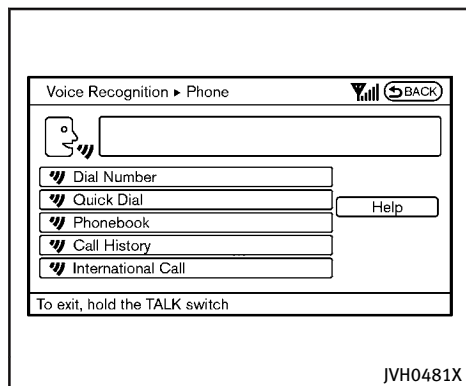 Voice Recognition ▸ Phone
BACK
Dial Number
Quick Dial
Help
Phonebook
Call History
International Call
To exit, hold the TALK switch
JVH0481X